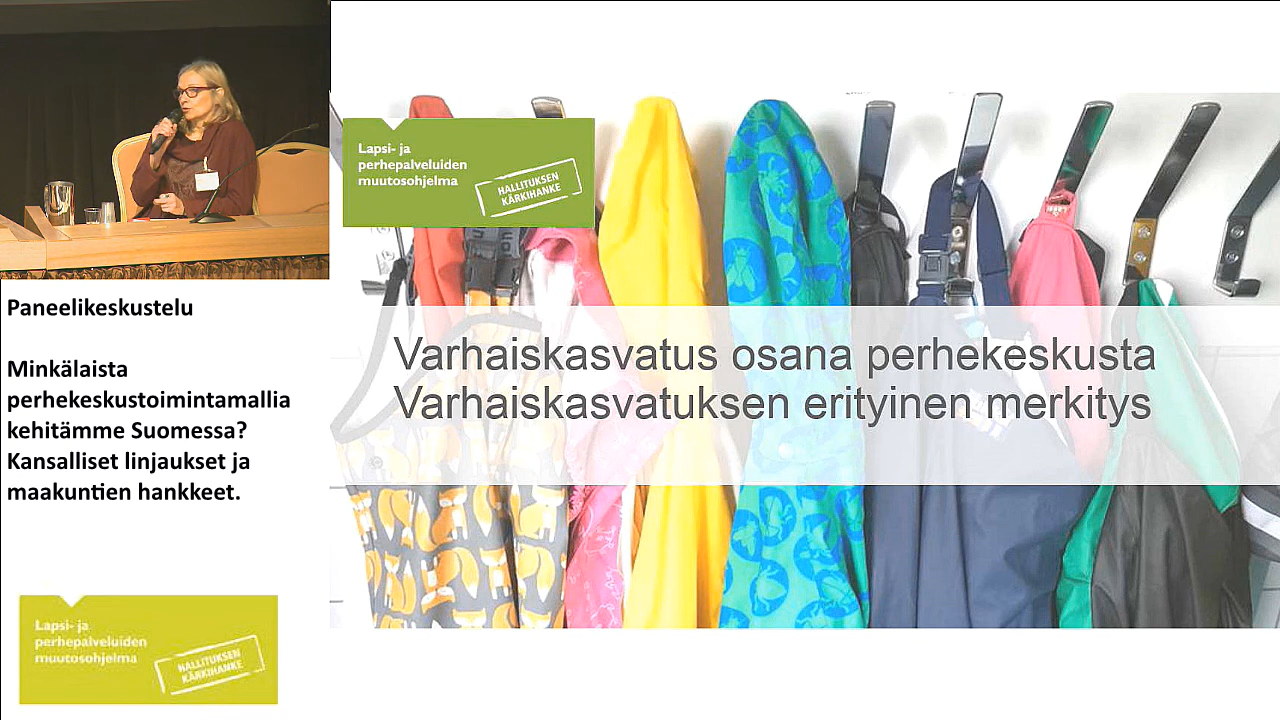 Paneelikeskustelu
Minkälaista
perhekeskustoimintamallia
kehitämme Suomessa?
Kansalliset linjaukset ja
maakuntien hankkeet.
Lapsi- ja
perhepalveluiden
muutosohjelma
HALLITUKSEN
KÄRKIHANKE
Lapsi- ja
perhepalveluiden
muutosohjelma
HALLITUKSEN
KÄRKIHANKE
Varhaiskasvatus osana perhekeskusta
Varhaiskasvatuksen erityinen merkitys